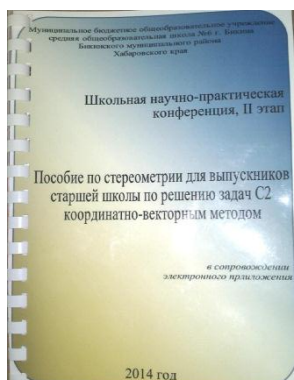 Муниципальное бюджетное общеобразовательное учреждение
средняя общеобразовательная школа №6 г. Бикина
Бикинского муниципального района
Хабаровского края
Школьная научно-практическая
конференция, II этап
Пособие по стереометрии для выпускников
старшей школы по решению задач С2
координатно-векторным методом
в сопровождении
электронного приложения
2014 год